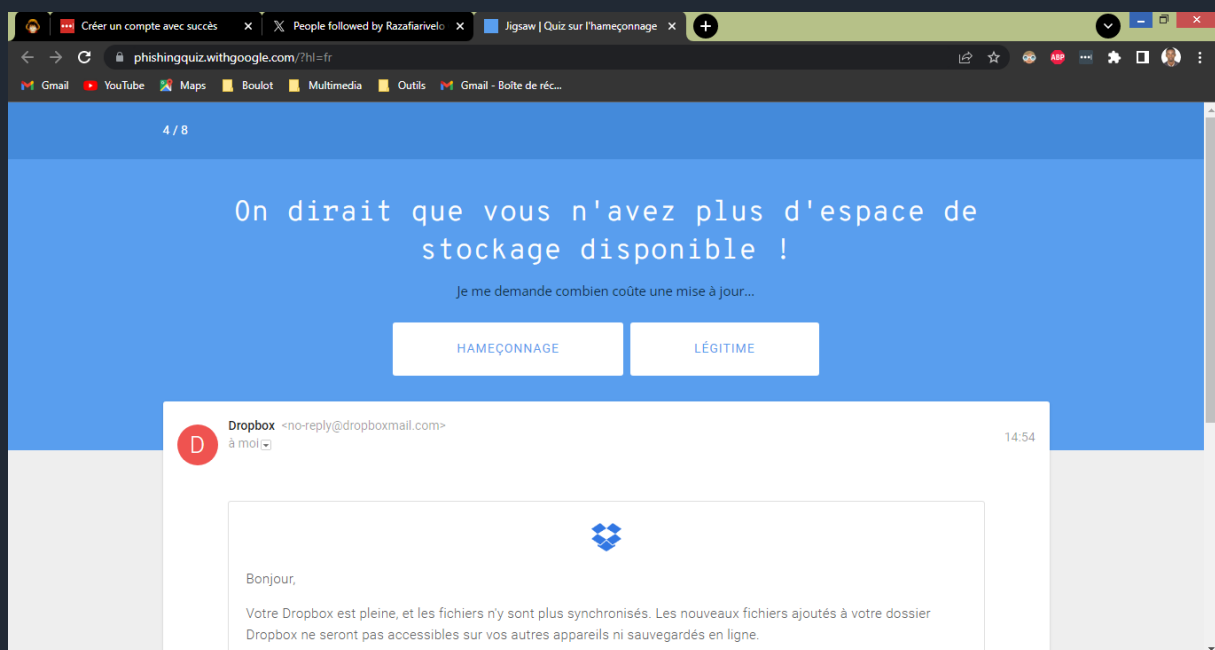 Créer un compte avec succès
People followed by Razafiarivelo
Jigsaw | Quiz sur l'hameçonnage
phishingquiz.withgoogle.com/?hl=fr
ABP
Gmail YouTube Maps Boulot Multimedia Outils Gmail - Boîte de réc...
4 / 8
On dirait que vous n'avez plus d'espace de
stockage disponible !
Je me demande combien coûte une mise à jour...
HAMEÇONNAGE LÉGITIME
D
Dropbox <no-reply@dropboxmail.com>
à moi
14:54
Bonjour,
Votre Dropbox est pleine, et les fichiers n'y sont plus synchronisés. Les nouveaux fichiers ajoutés à votre dossier
Dropbox ne seront pas accessibles sur vos autres appareils ni sauvegardés en ligne.